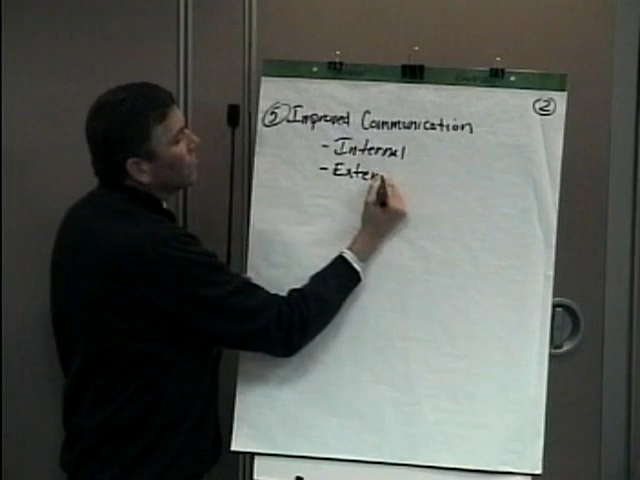 ②
⑤ Improved Communication
- Internal
- Exter